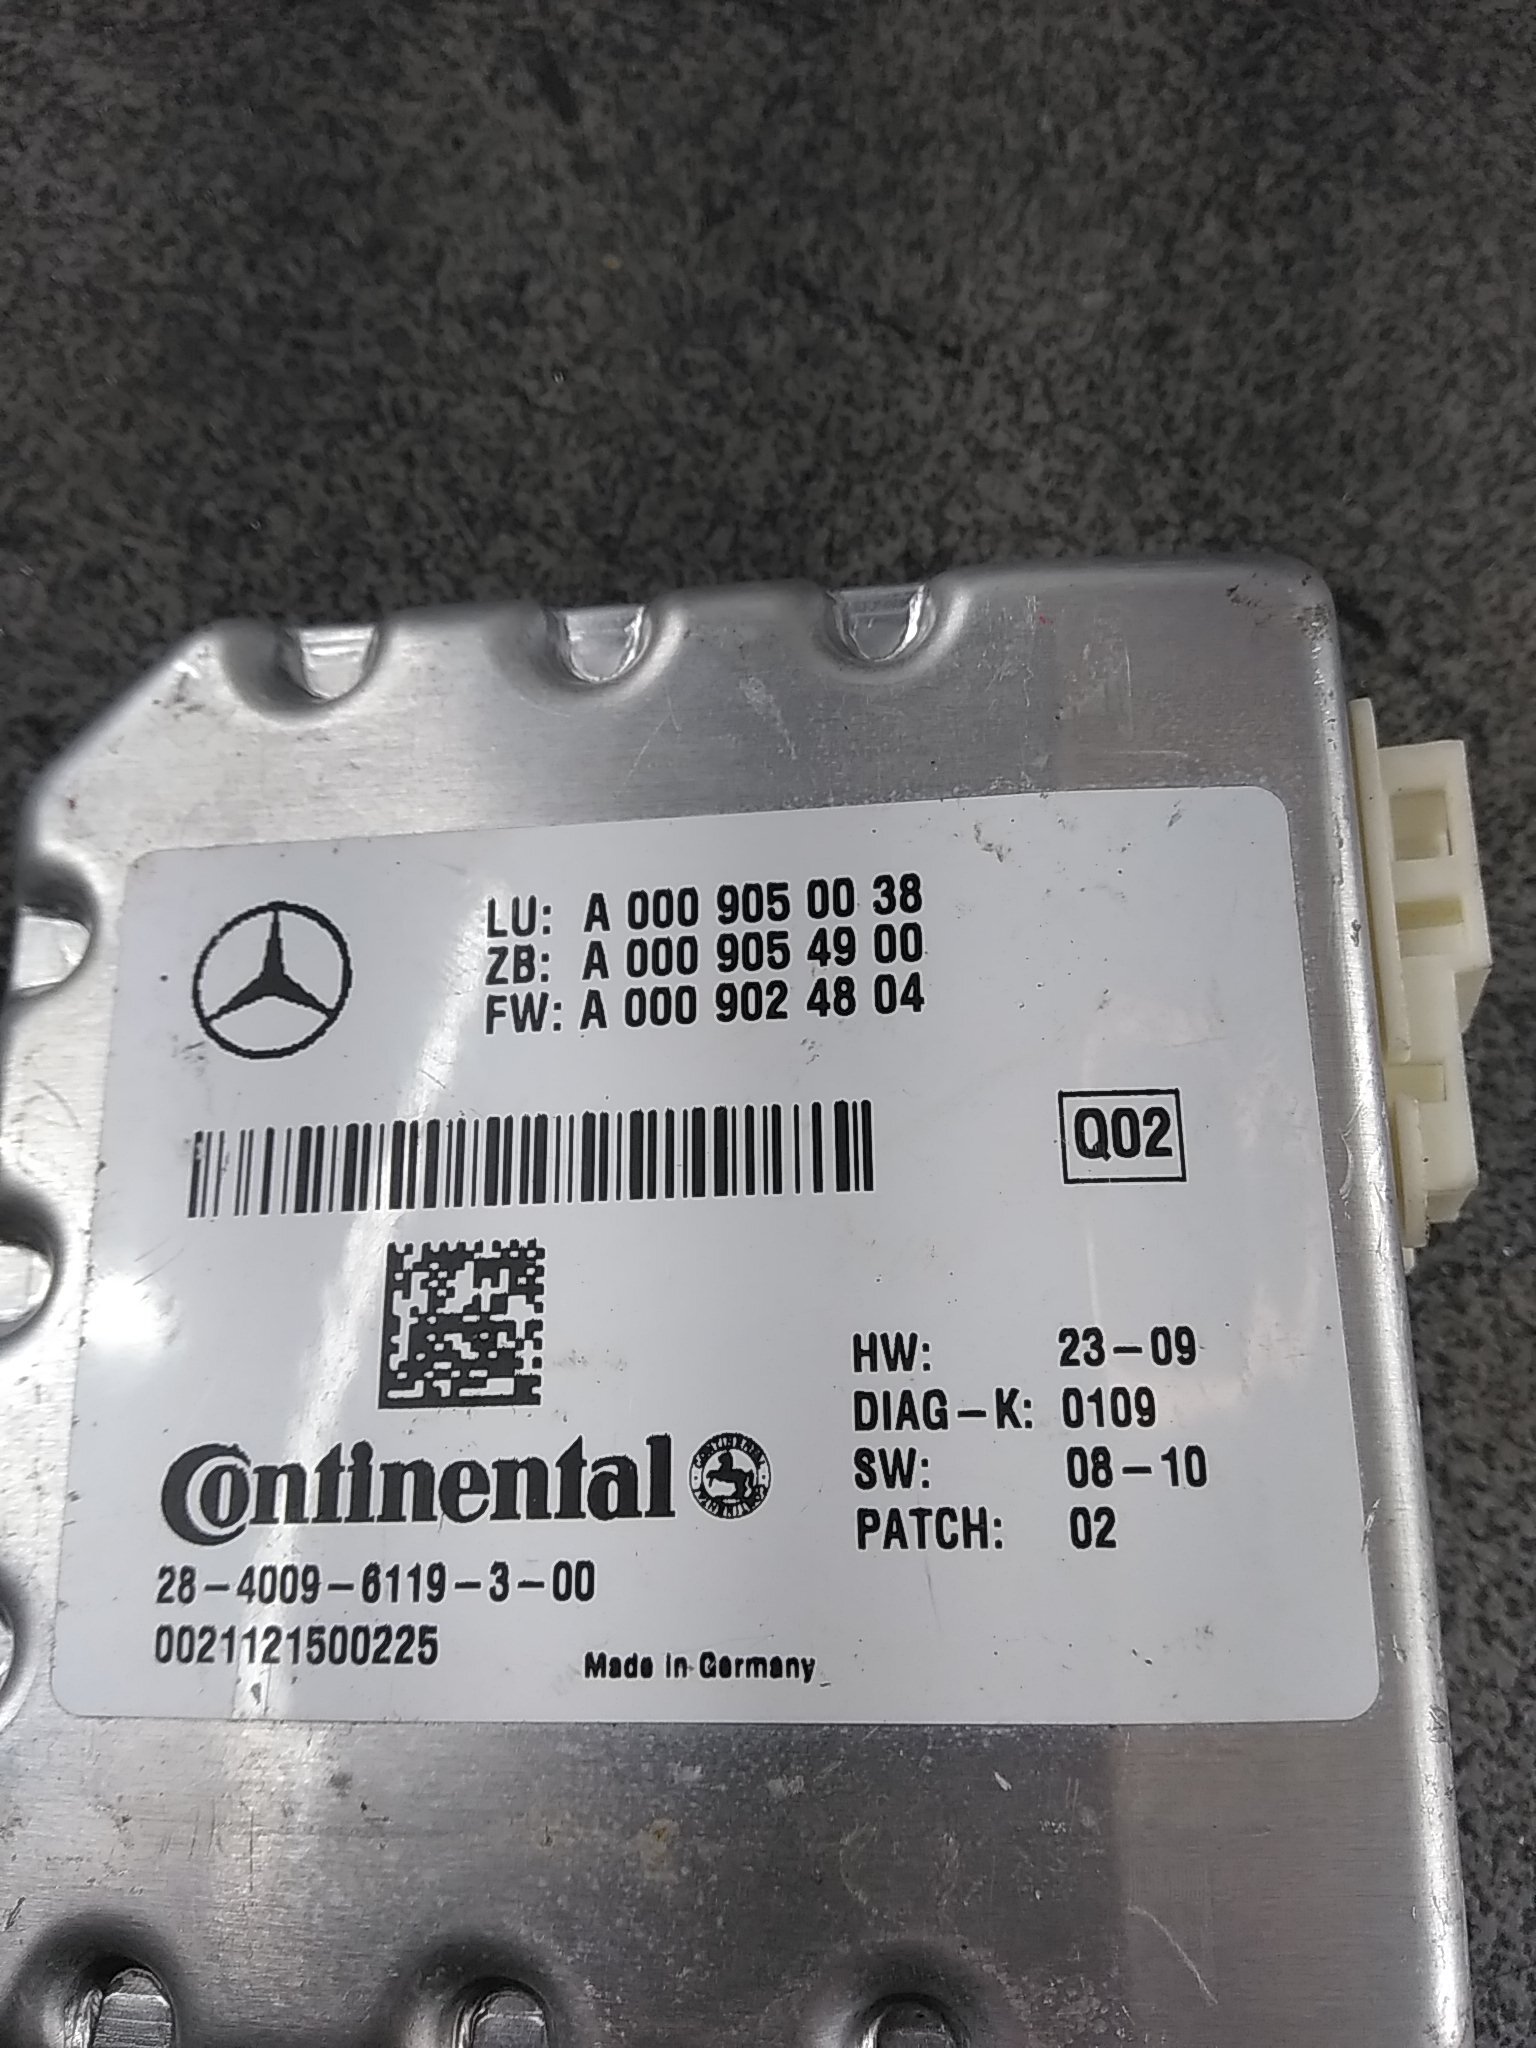 LU: A 000 905 00 38
ZB: A 000 905 49 00
FW: A 000 902 48 04
Q02
HW: 23-09
DIAG-K: 0109
SW: 08-10
PATCH: 02
Continental
28-4009-6119-3-00
0021121500225
Made in Germany